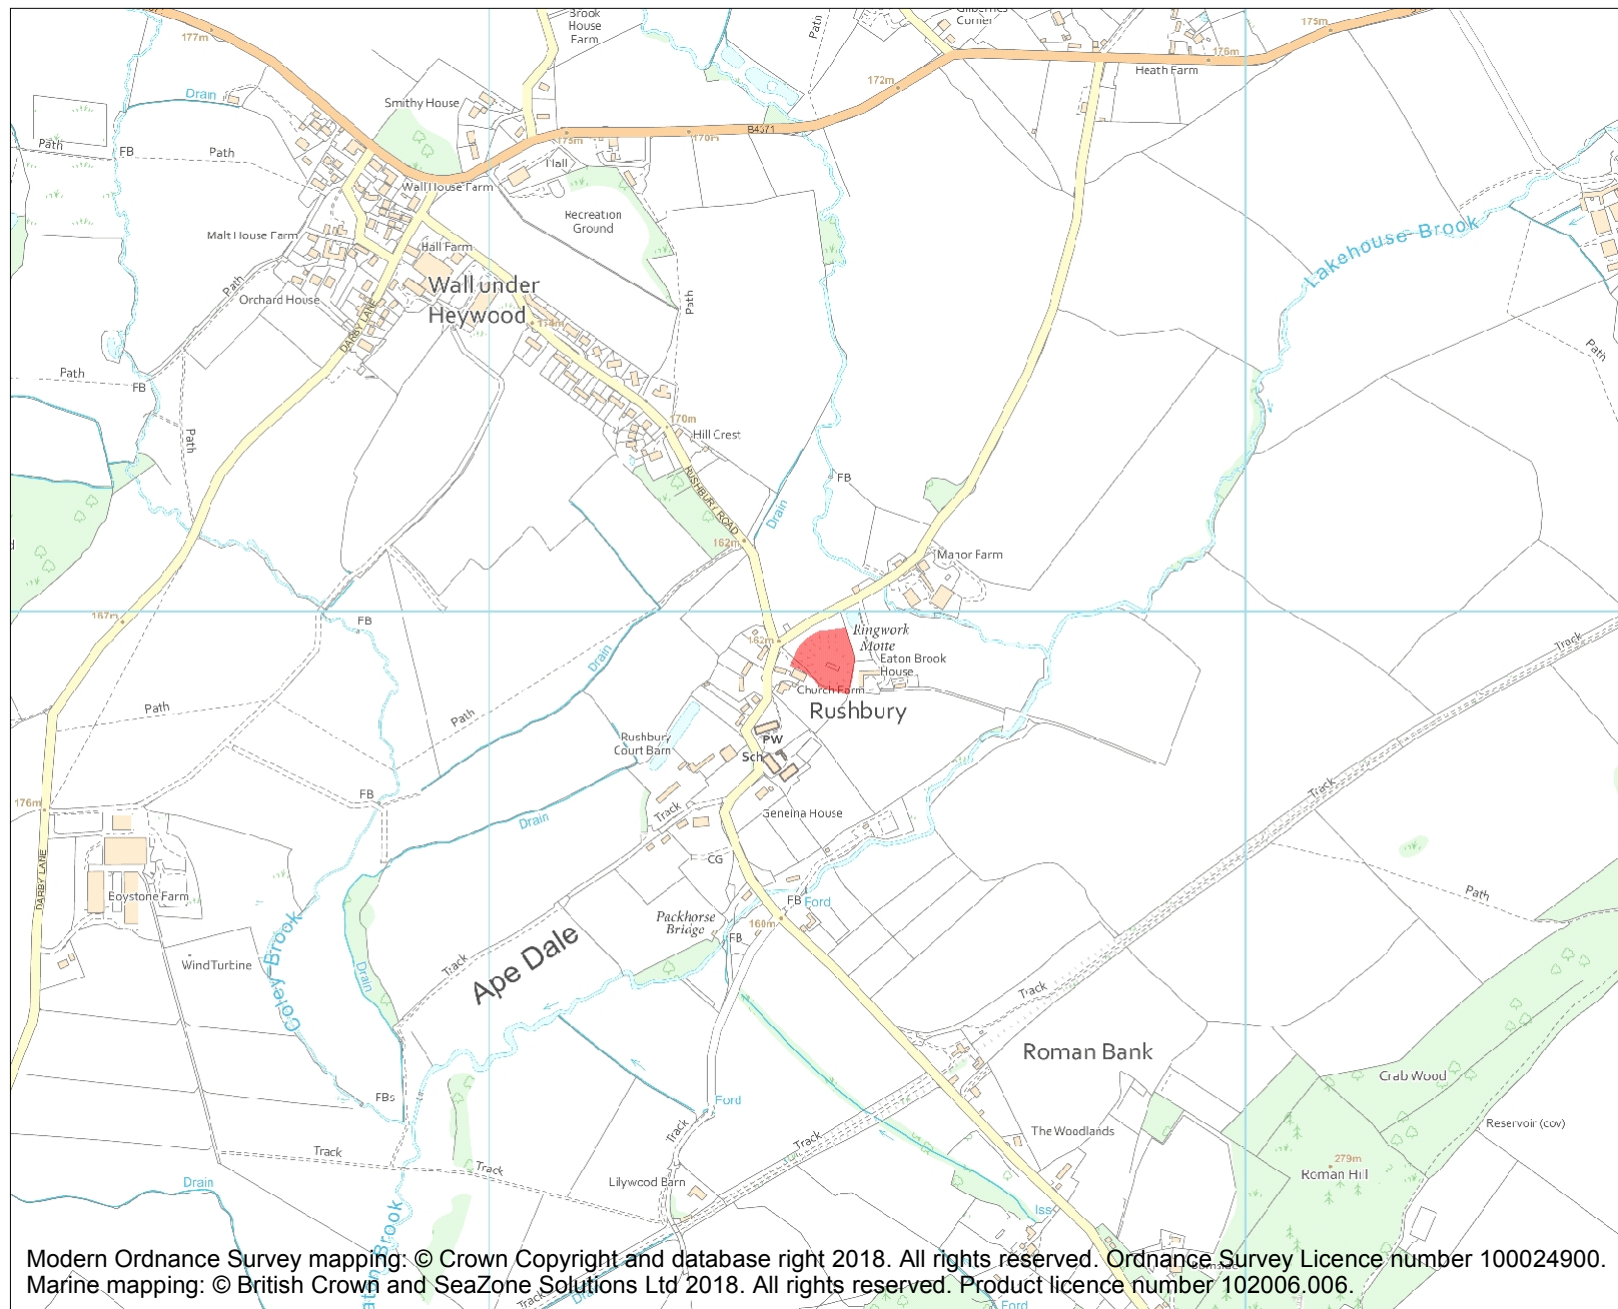 177m
Brook
House
Farm
Path
Corner
175m
172m
176m
Heath Farm
Drain
Smithy House
B4371
170m
175m
Path
FB
Path
Hall
Wall House Farm
Recreation
Ground
Malt House Farm
Hall Farm
Lakehouse Brook
Path
Orchard House
Wall under
Heywood
174m
Path
DARBY LANE
Path
Path
FB
Path
170m
Hill Crest
RUSHBURY ROAD
FB
Drain
162m
Manor Farm
167m
FB
162m
Ringwork
Motte
Track
Drain
Eaton Brook
House
Church Farm
Rushbury
Path
Path
Rushbury
Court Barn
PW
Sch
Track
FB
176m
Track
Geneina House
Drain
DARBY LANE
CG
Boystone Farm
Path
FB
Ford
Packhorse
Bridge
160m
FB
Wind Turbine
Coley Brook
Drain
Track
Ape Dale
Track
Roman Bank
Crab Wood
FBs
Ford
Reservoir (cov)
Track
Track
The Woodlands
Track
Track
279m
Roman Hill
Drain
Lilywood Barn
Iss
Brook
Modern Ordnance Survey mapping: © Crown Copyright and database right 2018. All rights reserved. Ordnance Survey Licence number 100024900.
Marine mapping: © British Crown and SeaZone Solutions Ltd 2018. All rights reserved. Product licence number 102006.006.
Track
Ford